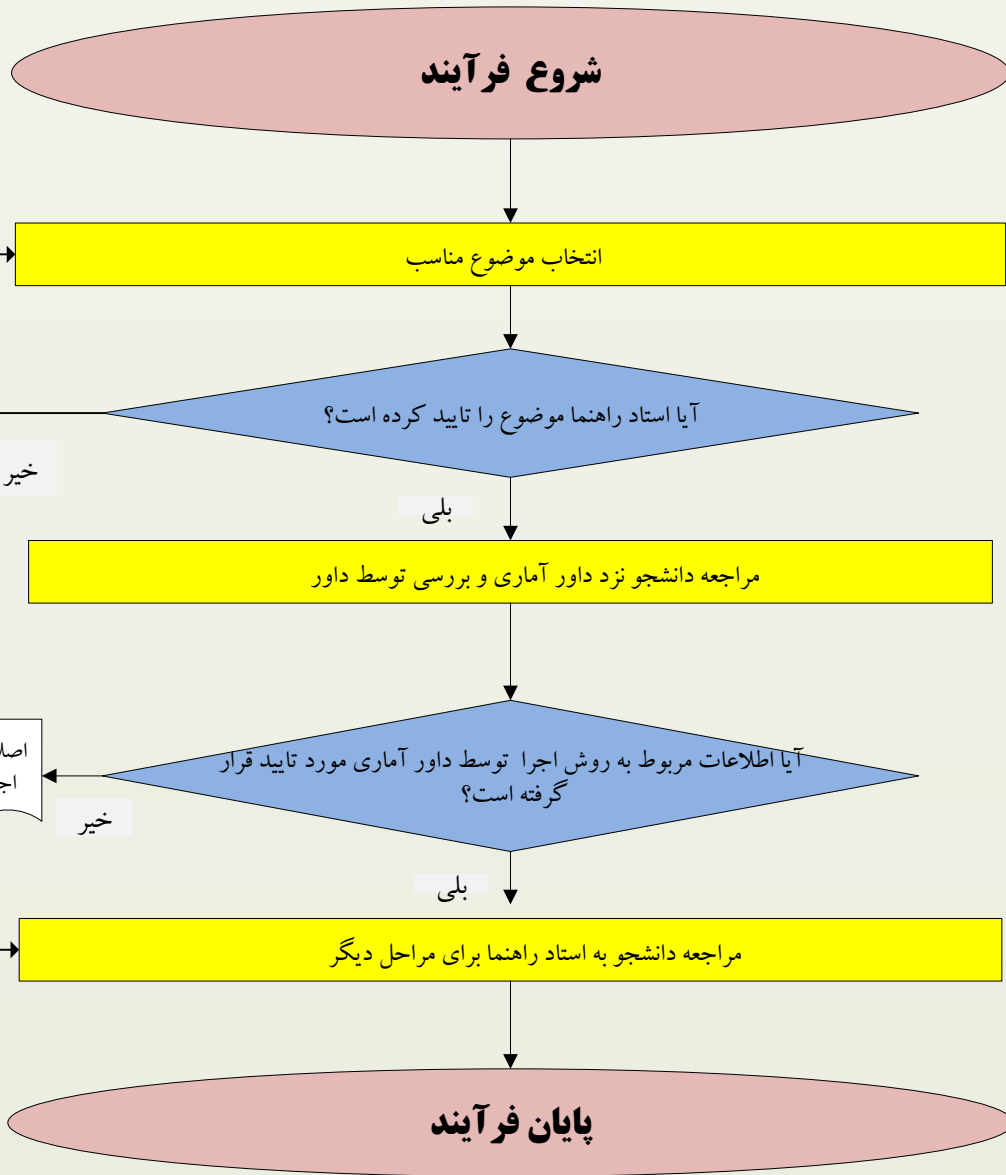 شروع فرآیند
انتخاب موضوع مناسب
آیا استاد راهنما موضوع را تایید کرده است؟
خیر
بلی
مراجعه دانشجو نزد داور آماری و بررسی توسط داور
آیا اطلاعات مربوط به روش اجرا توسط داور آماری مورد تایید قرار
گرفته است؟
خیر
بلی
مراجعه دانشجو به استاد راهنما برای مراحل دیگر
پایان فرآیند